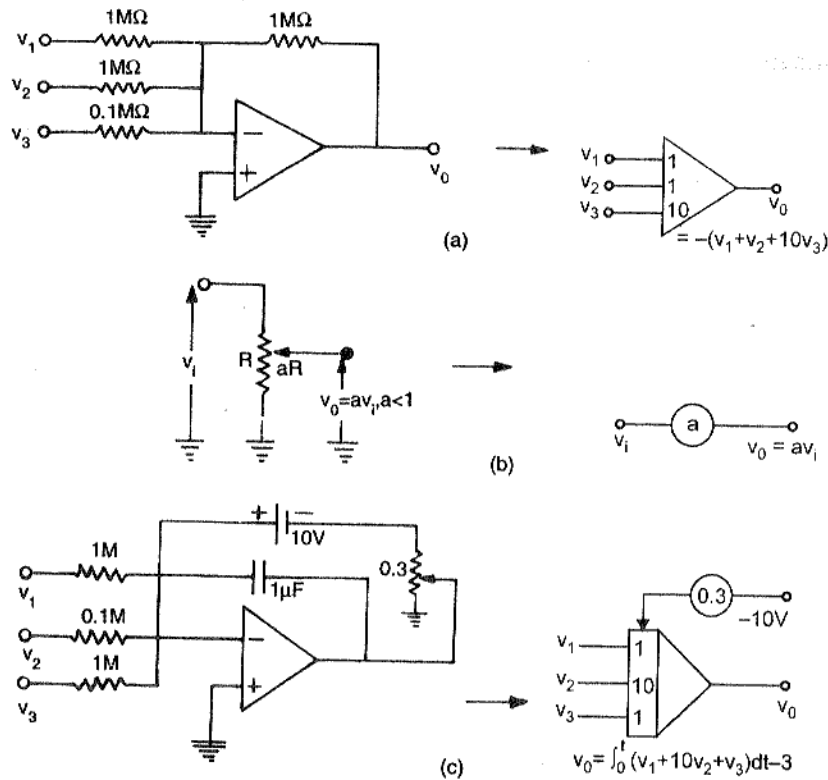 1MΩ
1MΩ
v₁
1MΩ
v₂
0.1MΩ
v₃
−
+
v₀
v₁ 1
v₂ 1
v₃ 10
v₀
= −(v₁+v₂+10v₃)
(a)
vᵢ
R
aR
v₀=avᵢ,a<1
a
vᵢ
v₀ = avᵢ
(b)
+ −
10V
1M
v₁
1μF
0.3
0.1M
v₂
1M
v₃
−
+
0.3
−10V
v₁ 1
v₂ 10
v₃ 1
v₀
v₀= ∫₀ᵗ (v₁+10v₂+v₃)dt−3
(c)